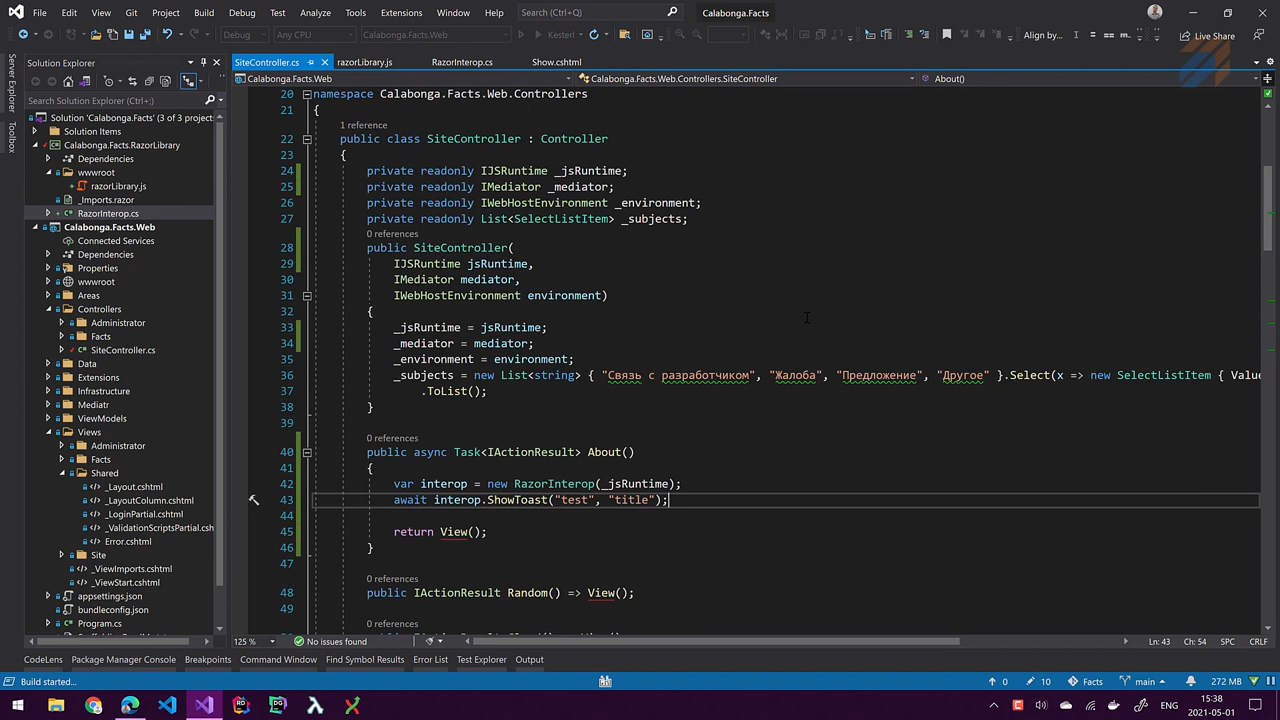 File Edit View Git Project Build Debug Test Analyze Tools Extensions Window Help Search (Ctrl+Q) Calabonga.Facts
Debug Any CPU Calabonga.Facts.Web Kestrel Align by... Live Share
Server Explorer
Toolbox
Solution Explorer
Search Solution Explorer (Ctrl+;)
Solution 'Calabonga.Facts' (3 of 3 project
Solution Items
Calabonga.Facts.RazorLibrary
Dependencies
wwwroot
razorLibrary.js
_Imports.razor
RazorInterop.cs
Calabonga.Facts.Web
Connected Services
Dependencies
Properties
wwwroot
Areas
Controllers
Administrator
Facts
SiteController.cs
Data
Extensions
Infrastructure
Mediatr
ViewModels
Views
Administrator
Facts
Shared
_Layout.cshtml
_LayoutColumn.cshtml
_LoginPartial.cshtml
_ValidationScriptsPartial.csh
Error.cshtml
Site
_ViewImports.cshtml
_ViewStart.cshtml
appsettings.json
bundleconfig.json
Program.cs
SiteController.cs razorLibrary.js RazorInterop.cs Show.cshtml
Calabonga.Facts.Web Calabonga.Facts.Web.Controllers.SiteController About()
20 namespace Calabonga.Facts.Web.Controllers
21 {
1 reference
22 public class SiteController : Controller
23 {
24 private readonly IJSRuntime _jsRuntime;
25 private readonly IMediator _mediator;
26 private readonly IWebHostEnvironment _environment;
27 private readonly List<SelectListItem> _subjects;
0 references
28 public SiteController(
29 IJSRuntime jsRuntime,
30 IMediator mediator,
31 IWebHostEnvironment environment)
32 {
33 _jsRuntime = jsRuntime;
34 _mediator = mediator;
35 _environment = environment;
36 _subjects = new List<string> { "Связь с разработчиком", "Жалоба", "Предложение", "Другое" }.Select(x => new SelectListItem { Valu
37 .ToList();
38 }
39
0 references
40 public async Task<IActionResult> About()
41 {
42 var interop = new RazorInterop(_jsRuntime);
43 await interop.ShowToast("test", "title");
44
45 return View();
46 }
47
0 references
48 public IActionResult Random() => View();
49
0 references
125 % No issues found Ln: 43 Ch: 54 SPC CRLF
CodeLens Package Manager Console Breakpoints Command Window Find Symbol Results Error List Test Explorer Output
Build started... 0 10 Facts main 272 MB
ENG 15:38
2021-05-01